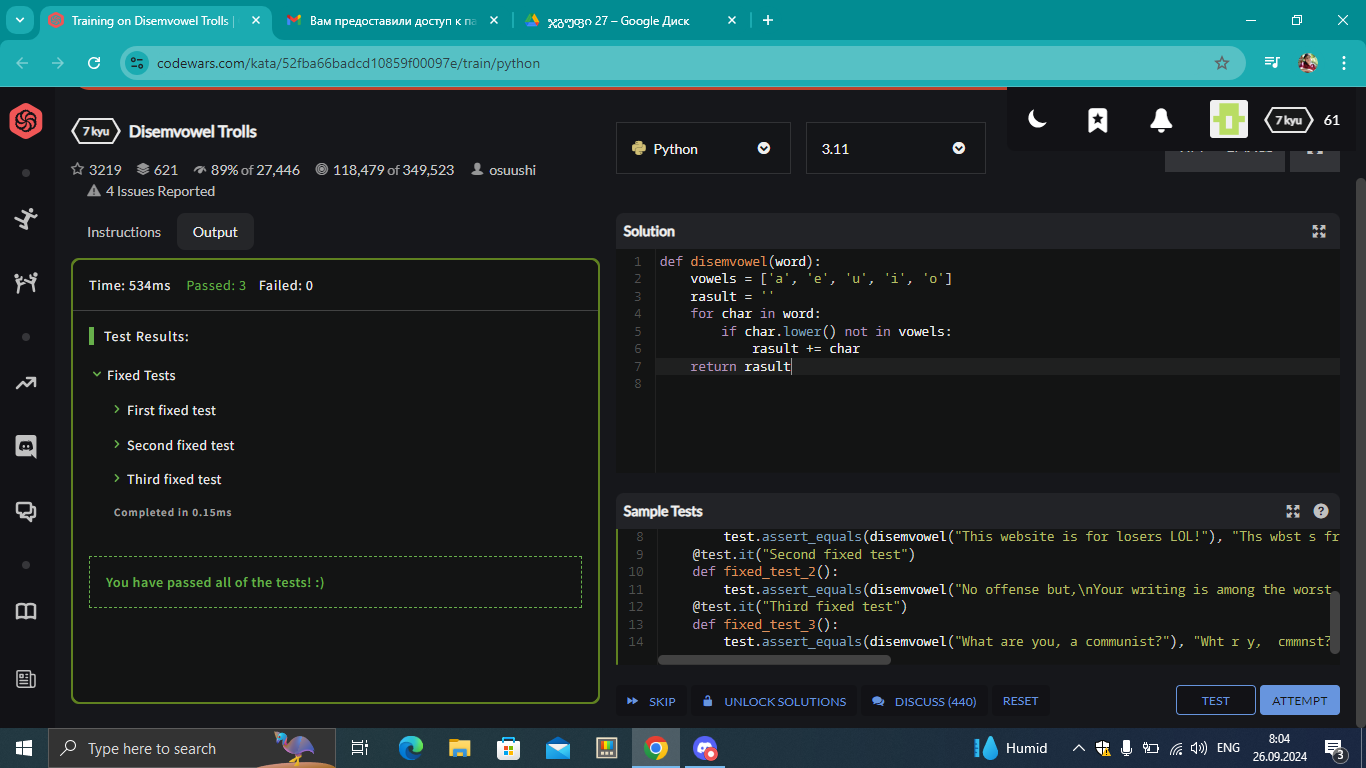 Training on Disemvowel Trolls |
Вам предоставили доступ к па
ჯგუფი 27 – Google Диск
codewars.com/kata/52fba66badcd10859f00097e/train/python
7 kyu
Disemvowel Trolls
7 kyu
61
3219
621
89% of 27,446
118,479 of 349,523
osuushi
4 Issues Reported
Python
3.11
Instructions
Output
Time: 534ms
Passed: 3
Failed: 0
Test Results:
Fixed Tests
First fixed test
Second fixed test
Third fixed test
Completed in 0.15ms
You have passed all of the tests! :)
Solution
1 def disemvowel(word):
2 vowels = ['a', 'e', 'u', 'i', 'o']
3 rasult = ''
4 for char in word:
5 if char.lower() not in vowels:
6 rasult += char
7 return rasult
8
Sample Tests
8 test.assert_equals(disemvowel("This website is for losers LOL!"), "Ths wbst s fr
9 @test.it("Second fixed test")
10 def fixed_test_2():
11 test.assert_equals(disemvowel("No offense but,\nYour writing is among the worst
12 @test.it("Third fixed test")
13 def fixed_test_3():
14 test.assert_equals(disemvowel("What are you, a communist?"), "Wht r y,  cmmnst?
SKIP
UNLOCK SOLUTIONS
DISCUSS (440)
RESET
TEST
ATTEMPT
Type here to search
Humid
ENG
8:04
26.09.2024
3